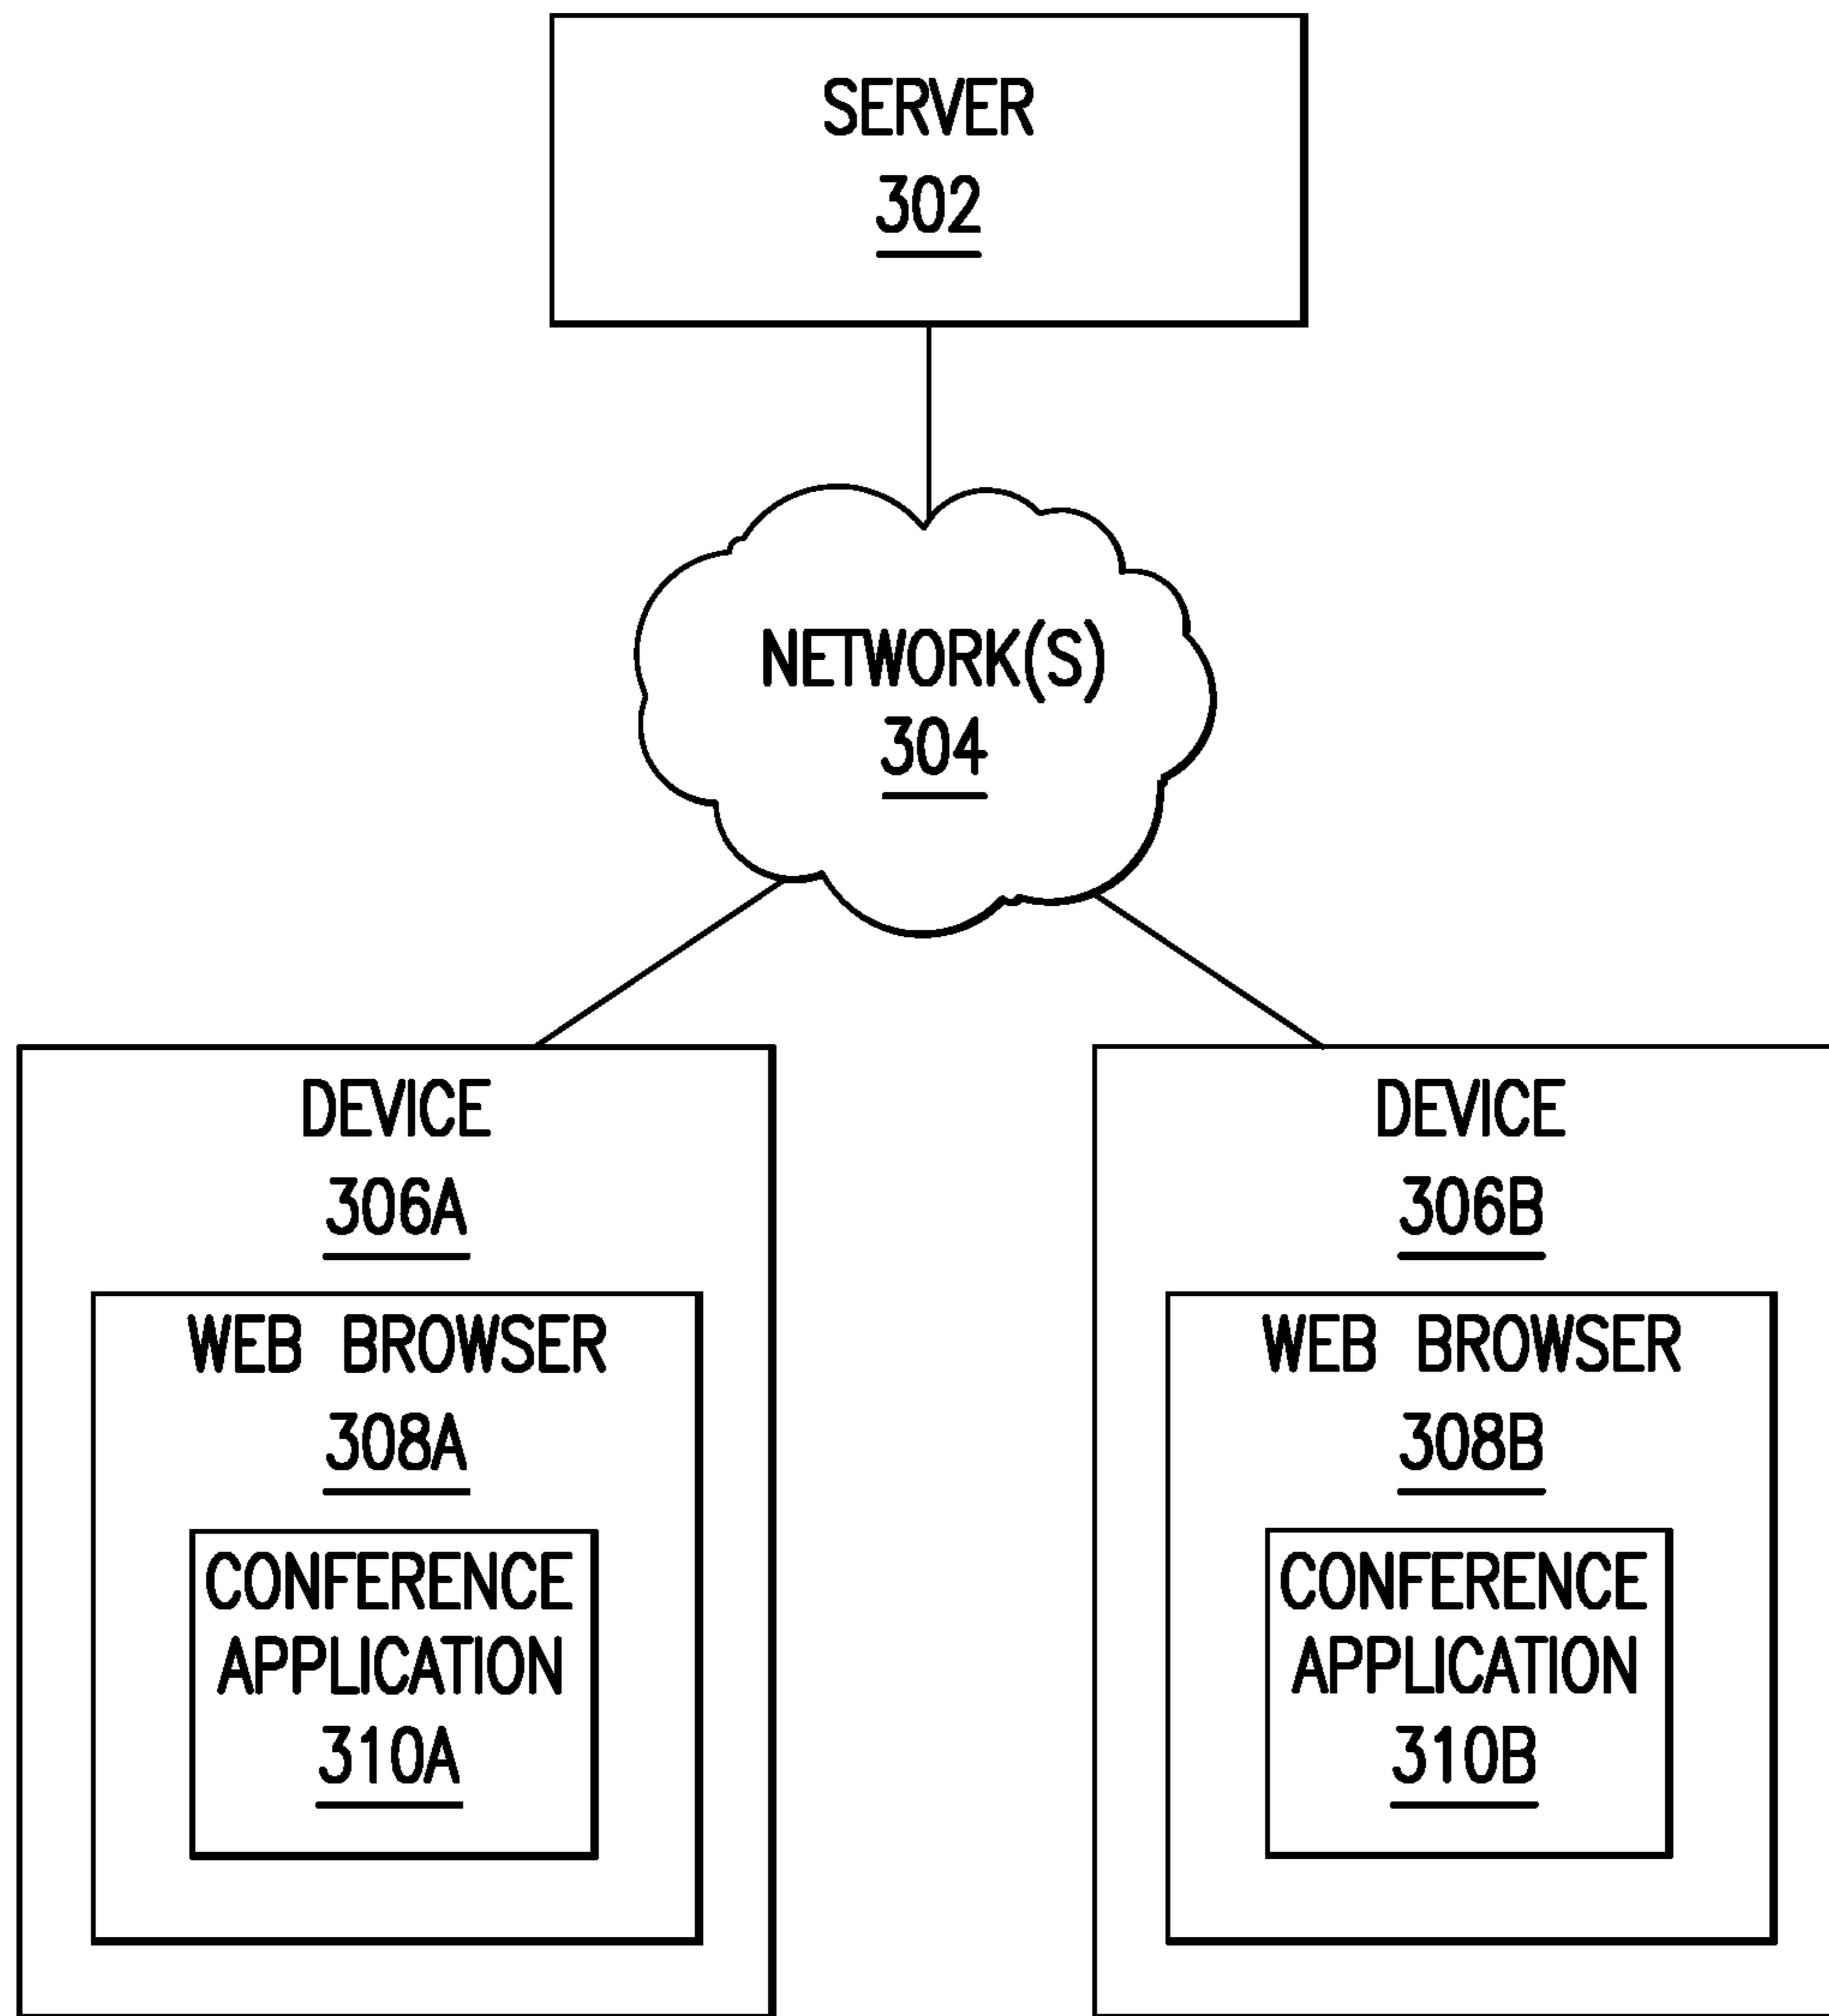 SERVER
302
NETWORK(S)
304
DEVICE
306A
WEB BROWSER
308A
CONFERENCE
APPLICATION
310A
DEVICE
306B
WEB BROWSER
308B
CONFERENCE
APPLICATION
310B